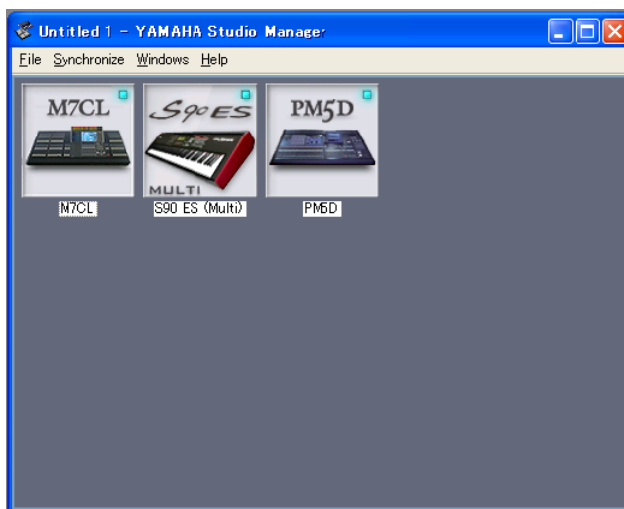 Untitled 1 - YAMAHA Studio Manager
File Synchronize Windows Help
M7CL
S90 ES
MULTI
PM5D
M7CL
S90 ES (Multi)
PM5D